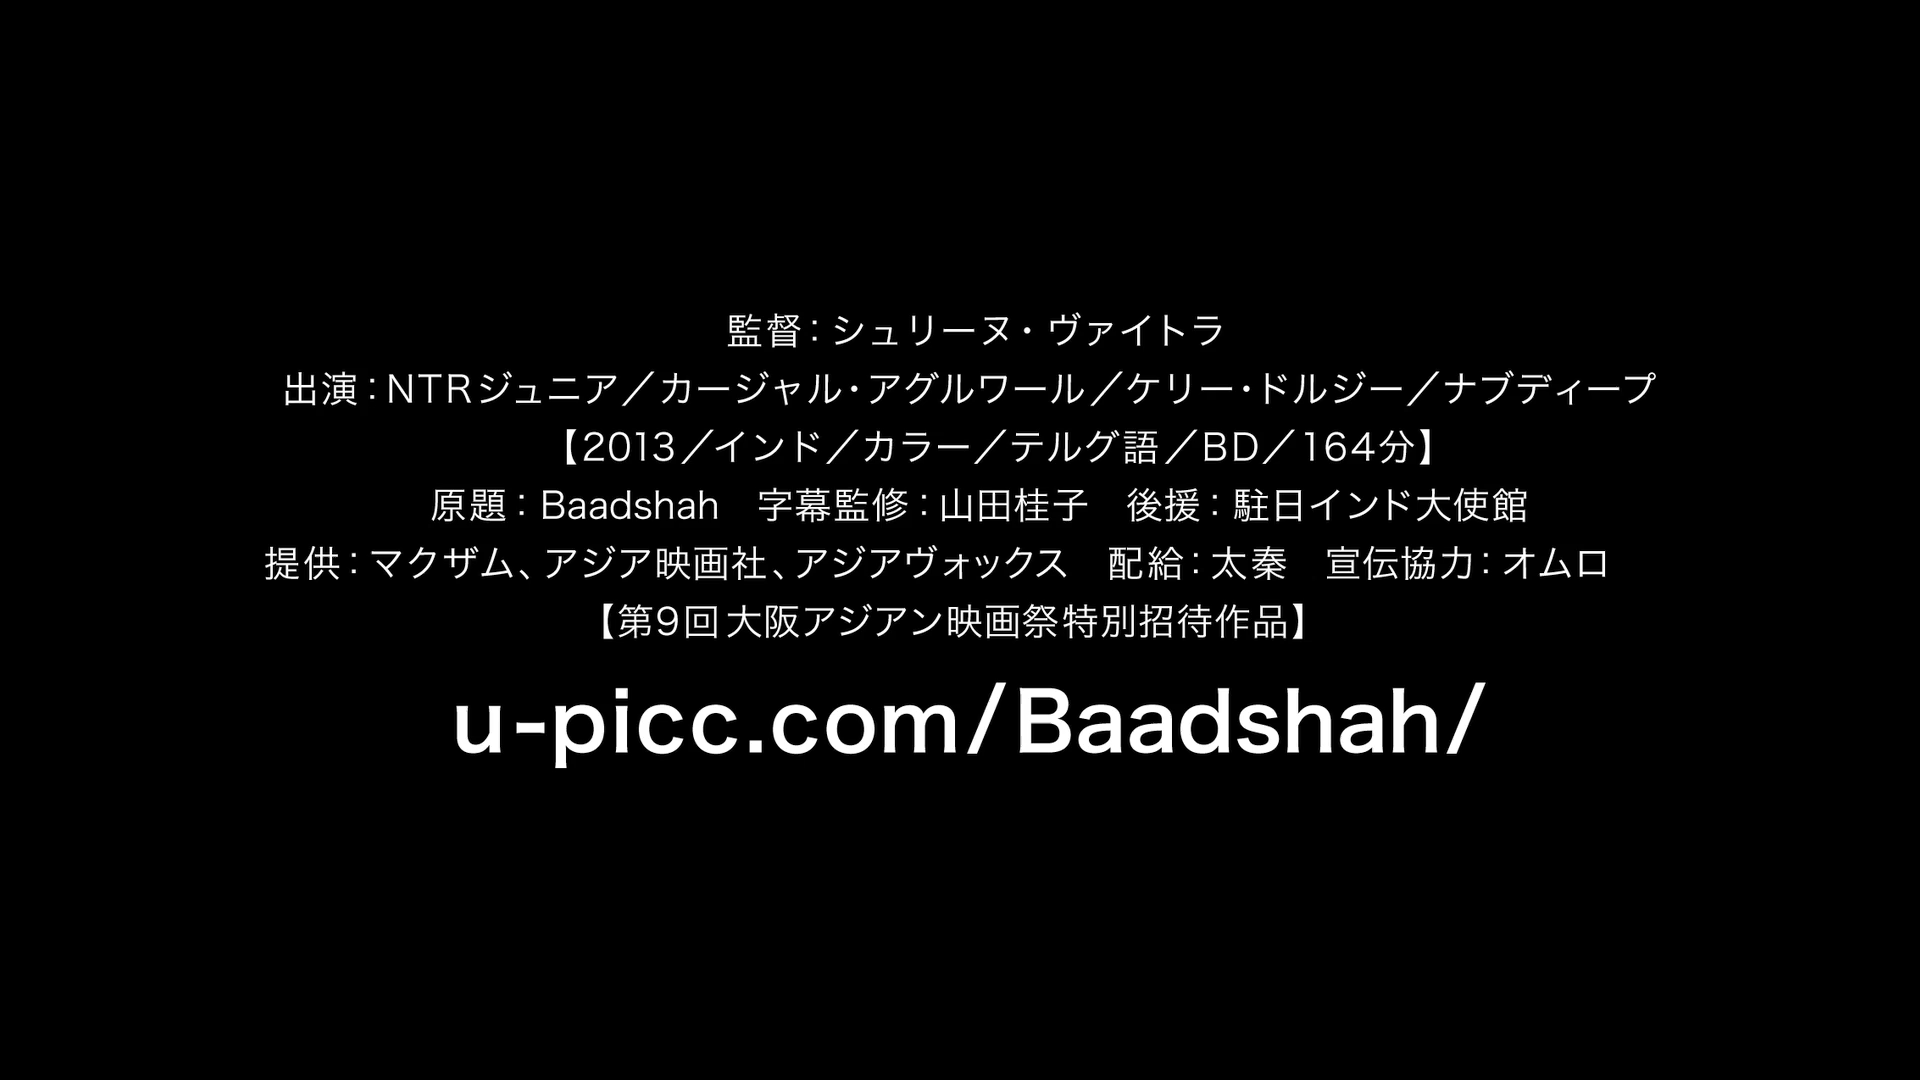 監督：シュリーヌ・ヴァイトラ
出演：NTRジュニア／カージャル・アグルワール／ケリー・ドルジー／ナブディープ
【2013／インド／カラー／テルグ語／BD／164分】
原題：Baadshah　字幕監修：山田桂子　後援：駐日インド大使館
提供：マクザム、アジア映画社、アジアヴォックス　配給：太秦　宣伝協力：オムロ
【第9回大阪アジアン映画祭特別招待作品】
u-picc.com/Baadshah/